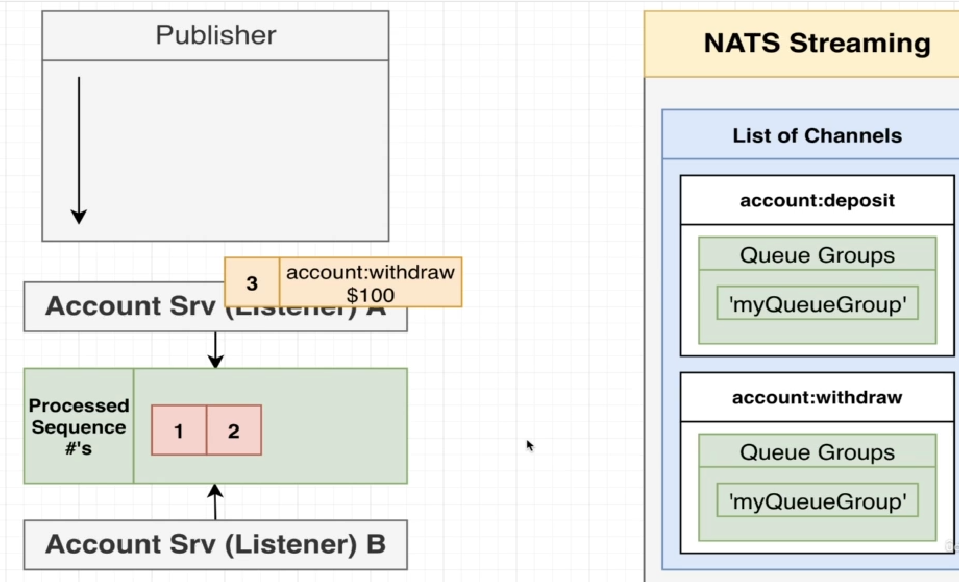 Publisher
NATS Streaming
List of Channels
account:deposit
Queue Groups
'myQueueGroup'
3
account:withdraw
$100
Account Srv (Listener) A
Processed
Sequence
#'s
1
2
account:withdraw
Queue Groups
'myQueueGroup'
Account Srv (Listener) B